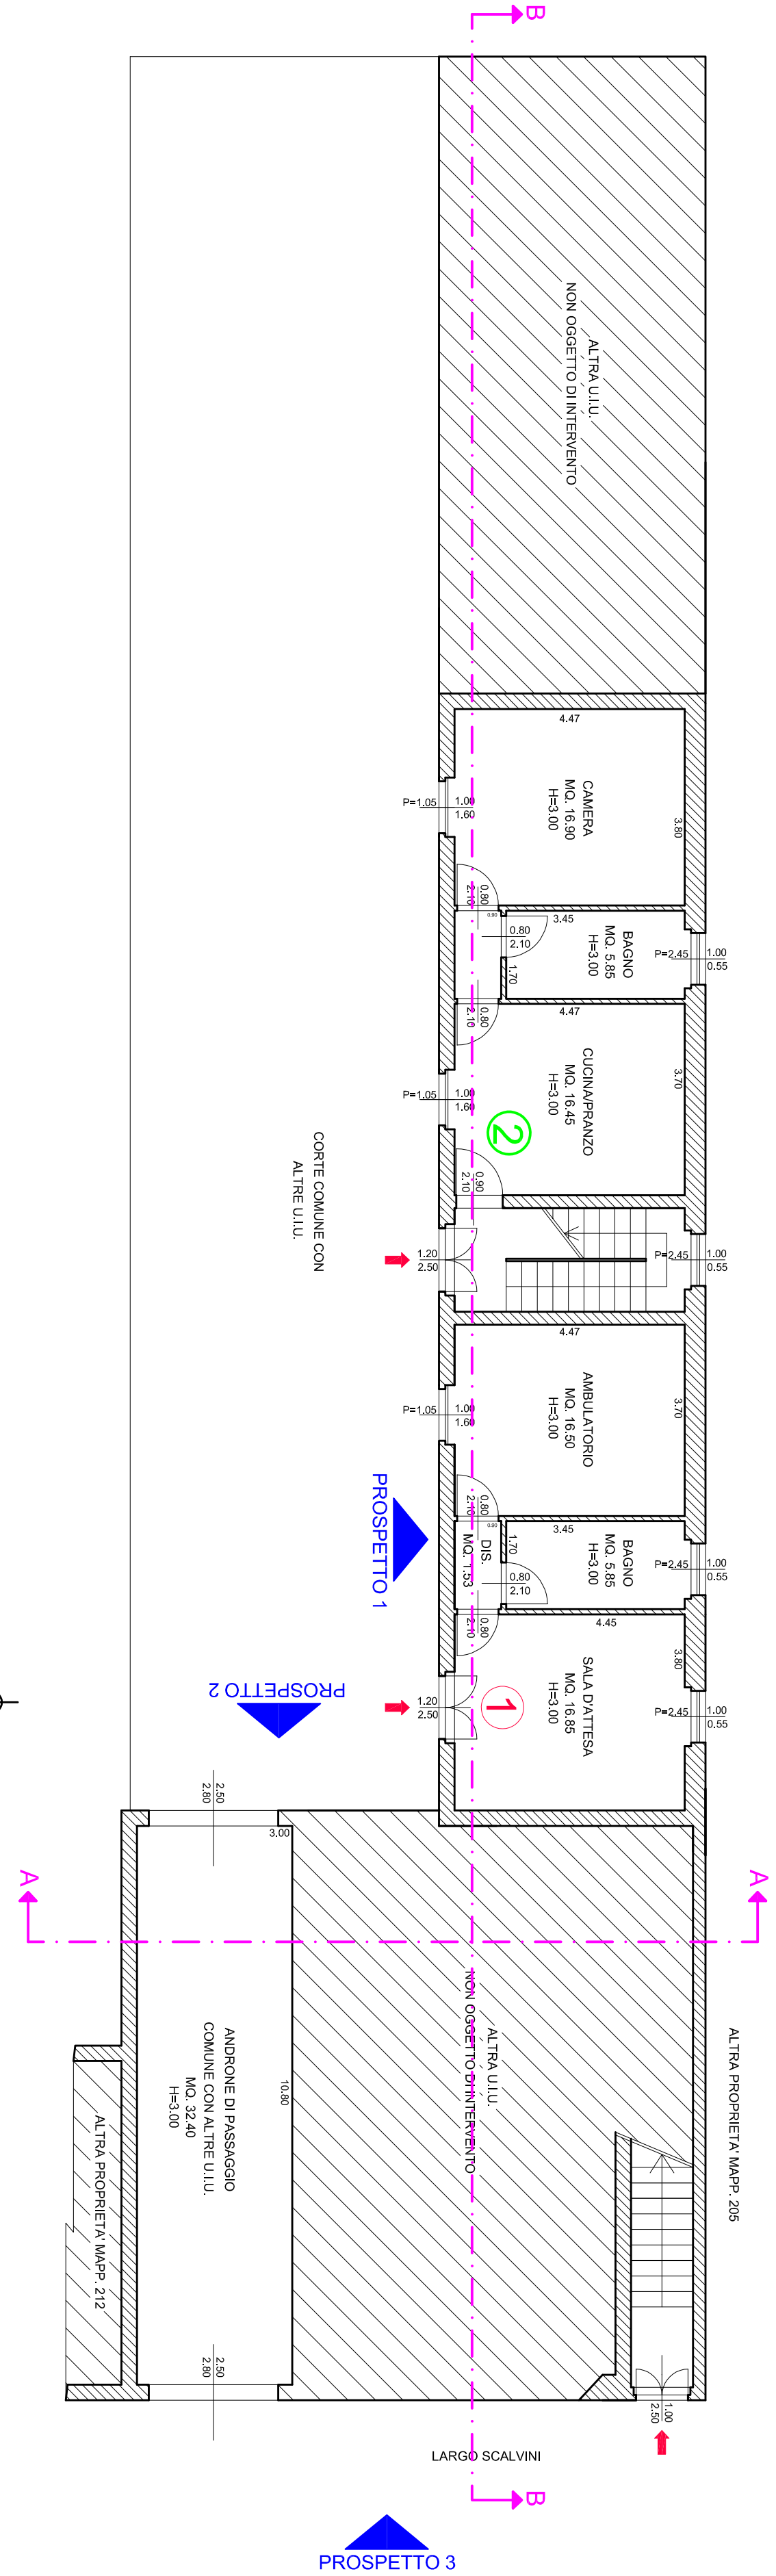 B
ALTRA U.I.U.
NON OGGETTO DI INTERVENTO
4.47
CAMERA
MQ. 16.90
H=3.00
3.80
P=1.05
1.00
1.60
0.80
2.10
0.90
3.45
BAGNO
MQ. 5.85
H=3.00
0.80
2.10
1.70
P=2.45
1.00
0.55
0.80
2.10
4.47
CUCINA/PRANZO
MQ. 16.45
H=3.00
3.70
P=1.05
1.00
1.60
2
0.90
2.10
CORTE COMUNE CON
ALTRE U.I.U.
1.20
2.50
P=2.45
1.00
0.55
4.47
AMBULATORIO
MQ. 16.50
H=3.00
3.70
P=1.05
1.00
1.60
0.80
2.10
0.90
3.45
BAGNO
MQ. 5.85
H=3.00
1.70
0.80
2.10
P=2.45
1.00
0.55
DIS.
MQ. 1.53
0.80
2.10
PROSPETTO 1
4.45
SALA D'ATTESA
MQ. 16.85
H=3.00
3.80
P=2.45
1.00
0.55
1
1.20
2.50
PROSPETTO 2
2.50
2.80
3.00
A
A
ALTRA U.I.U.
NON OGGETTO D'INTERVENTO
ANDRONE DI PASSAGGIO
COMUNE CON ALTRE U.I.U.
MQ. 32.40
H=3.00
10.80
ALTRA PROPRIETA' MAPP. 205
ALTRA PROPRIETA' MAPP. 212
2.50
2.80
1.00
2.50
LARGO SCALVINI
B
PROSPETTO 3